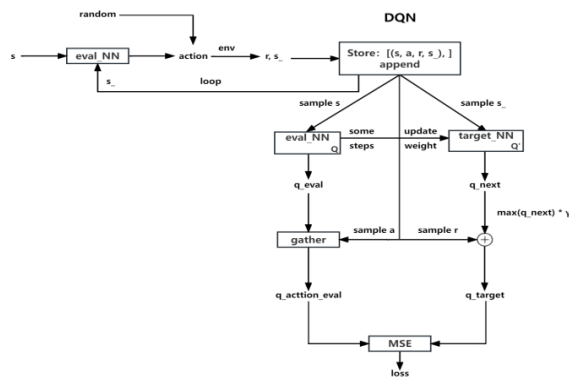 random
DQN
s
eval_NN
action
env
r, s_
Store: [(s, a, r, s_), ]
append
s_
loop
sample s
sample s_
eval_NN
Q
some
steps
update
weight
target_NN
Q'
q_eval
q_next
max(q_next) * γ
gather
sample a
sample r
+
q_acttion_eval
q_target
MSE
loss